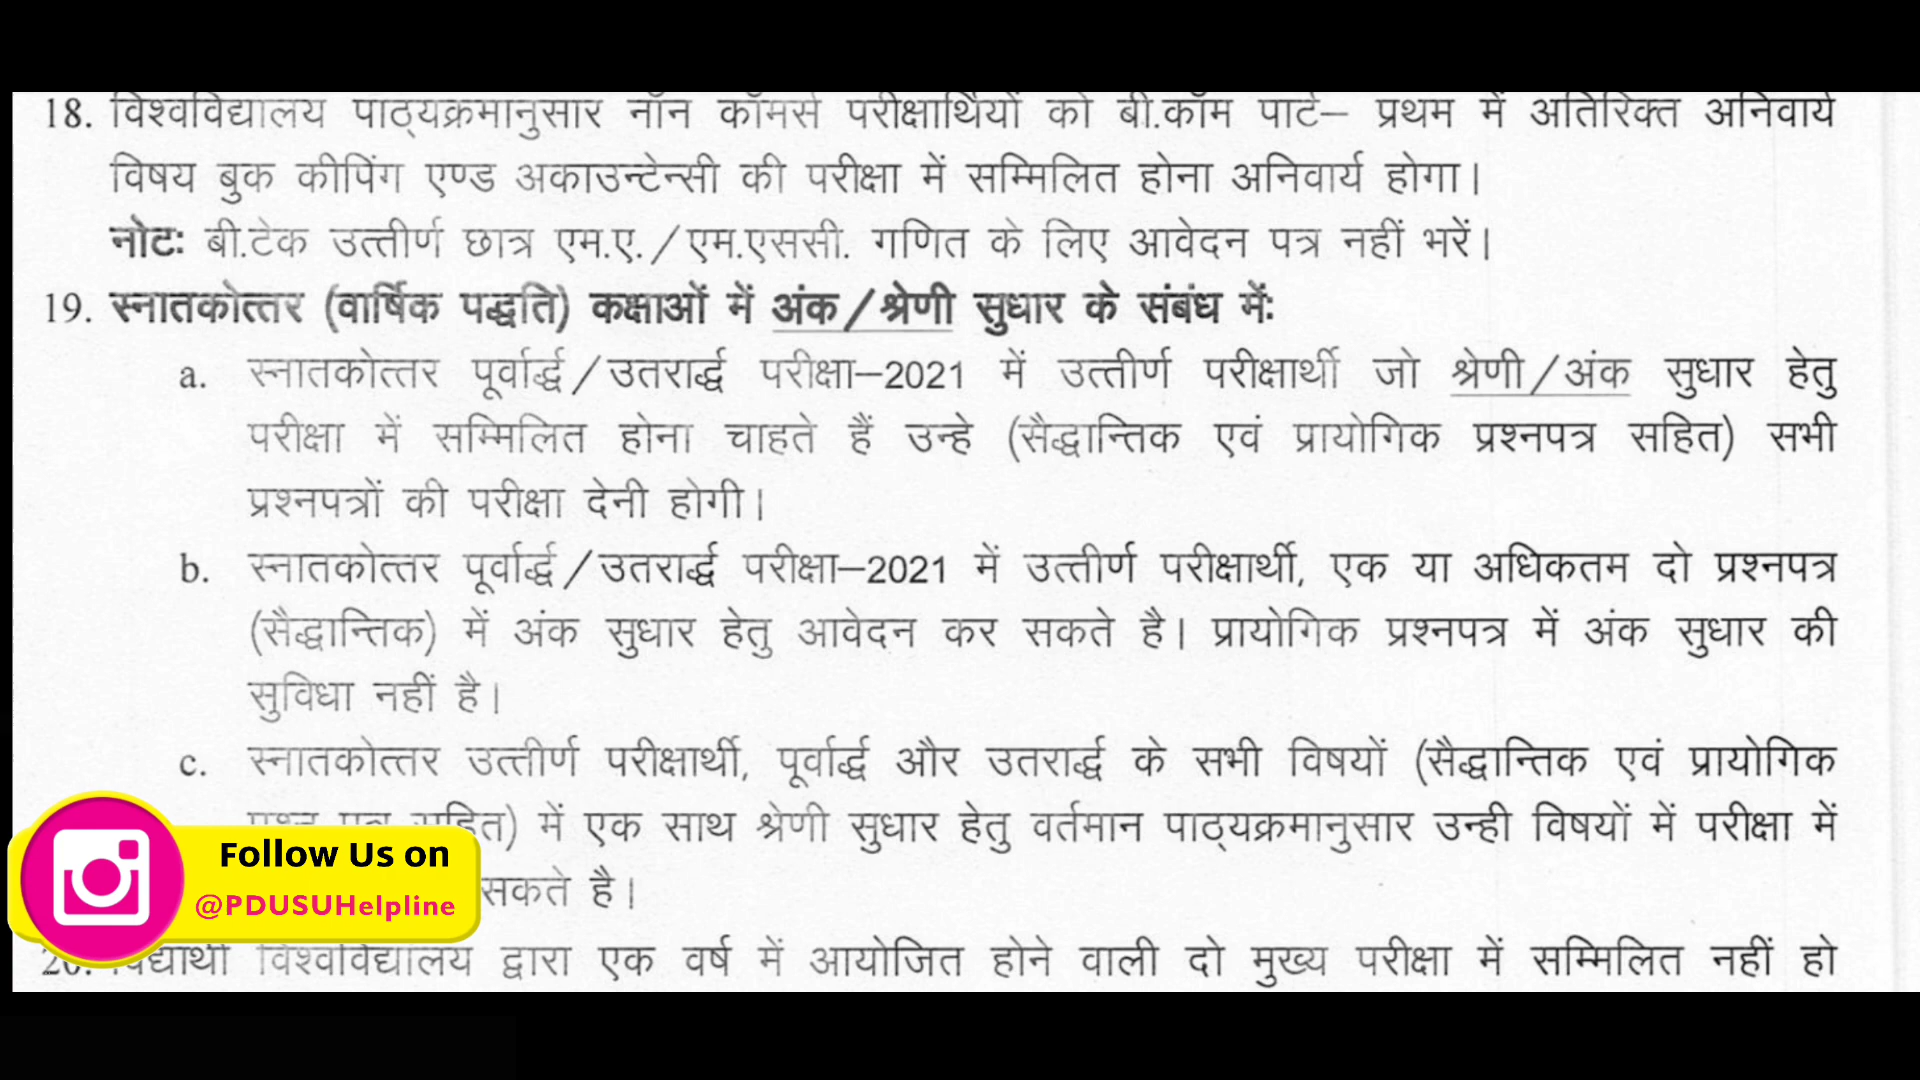 18. विश्वविद्यालय पाठ्यक्रमानुसार नॉन कॉमर्स परीक्षार्थियों को बी.कॉम पार्ट– प्रथम में अतिरिक्त अनिवार्य
विषय बुक कीपिंग एण्ड अकाउन्टेन्सी की परीक्षा में सम्मिलित होना अनिवार्य होगा।
नोटः बी.टेक उत्तीर्ण छात्र एम.ए./एम.एससी. गणित के लिए आवेदन पत्र नहीं भरें।
19. स्नातकोत्तर (वार्षिक पद्धति) कक्षाओं में अंक/श्रेणी सुधार के संबंध में:
a. स्नातकोत्तर पूर्वार्द्ध/उतरार्द्ध परीक्षा–2021 में उत्तीर्ण परीक्षार्थी जो श्रेणी/अंक सुधार हेतु
परीक्षा में सम्मिलित होना चाहते हैं उन्हे (सैद्धान्तिक एवं प्रायोगिक प्रश्नपत्र सहित) सभी
प्रश्नपत्रों की परीक्षा देनी होगी।
b. स्नातकोत्तर पूर्वार्द्ध/उतरार्द्ध परीक्षा–2021 में उत्तीर्ण परीक्षार्थी, एक या अधिकतम दो प्रश्नपत्र
(सैद्धान्तिक) में अंक सुधार हेतु आवेदन कर सकते है। प्रायोगिक प्रश्नपत्र में अंक सुधार की
सुविधा नहीं है।
c. स्नातकोत्तर उत्तीर्ण परीक्षार्थी, पूर्वार्द्ध और उतरार्द्ध के सभी विषयों (सैद्धान्तिक एवं प्रायोगिक
प्रश्न पत्र सहित) में एक साथ श्रेणी सुधार हेतु वर्तमान पाठ्यक्रमानुसार उन्ही विषयों में परीक्षा में
सकते है।
Follow Us on
@PDUSUHelpline
20. विद्यार्थी विश्वविद्यालय द्वारा एक वर्ष में आयोजित होने वाली दो मुख्य परीक्षा में सम्मिलित नहीं हो